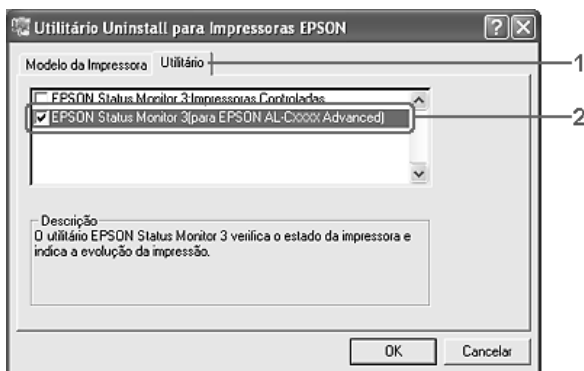 Utilitário Uninstall para Impressoras EPSON
Modelo da Impressora Utilitário
1
EPSON Status Monitor 3:Impressoras Controladas
EPSON Status Monitor 3(para EPSON AL-CXXXX Advanced)
2
Descrição
O utilitário EPSON Status Monitor 3 verifica o estado da impressora e
indica a evolução da impressão.
OK Cancelar